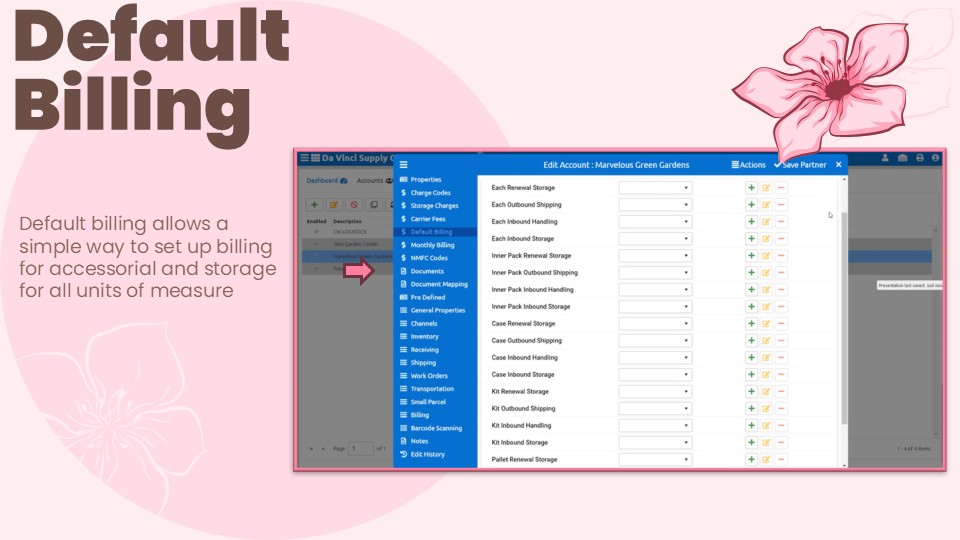 Default
Billing
Default billing allows a
simple way to set up billing
for accessorial and storage
for all units of measure
Da Vinci Supply
Dashboard
Accounts
Enabled
Description
Page 1 of 1
1 - 4 of 4 items
Presentation last saved: Just now
Edit Account : Marvelous Green Gardens
Actions
Save Partner
Properties
Charge Codes
Storage Charges
Carrier Fees
Default Billing
Monthly Billing
NMFC Codes
Documents
Document Mapping
Pre Defined
General Properties
Channels
Inventory
Receiving
Shipping
Work Orders
Transportation
Small Parcel
Billing
Barcode Scanning
Notes
Edit History
Each Renewal Storage
Each Outbound Shipping
Each Inbound Handling
Each Inbound Storage
Inner Pack Renewal Storage
Inner Pack Outbound Shipping
Inner Pack Inbound Handling
Inner Pack Inbound Storage
Case Renewal Storage
Case Outbound Shipping
Case Inbound Handling
Case Inbound Storage
Kit Renewal Storage
Kit Outbound Shipping
Kit Inbound Handling
Kit Inbound Storage
Pallet Renewal Storage